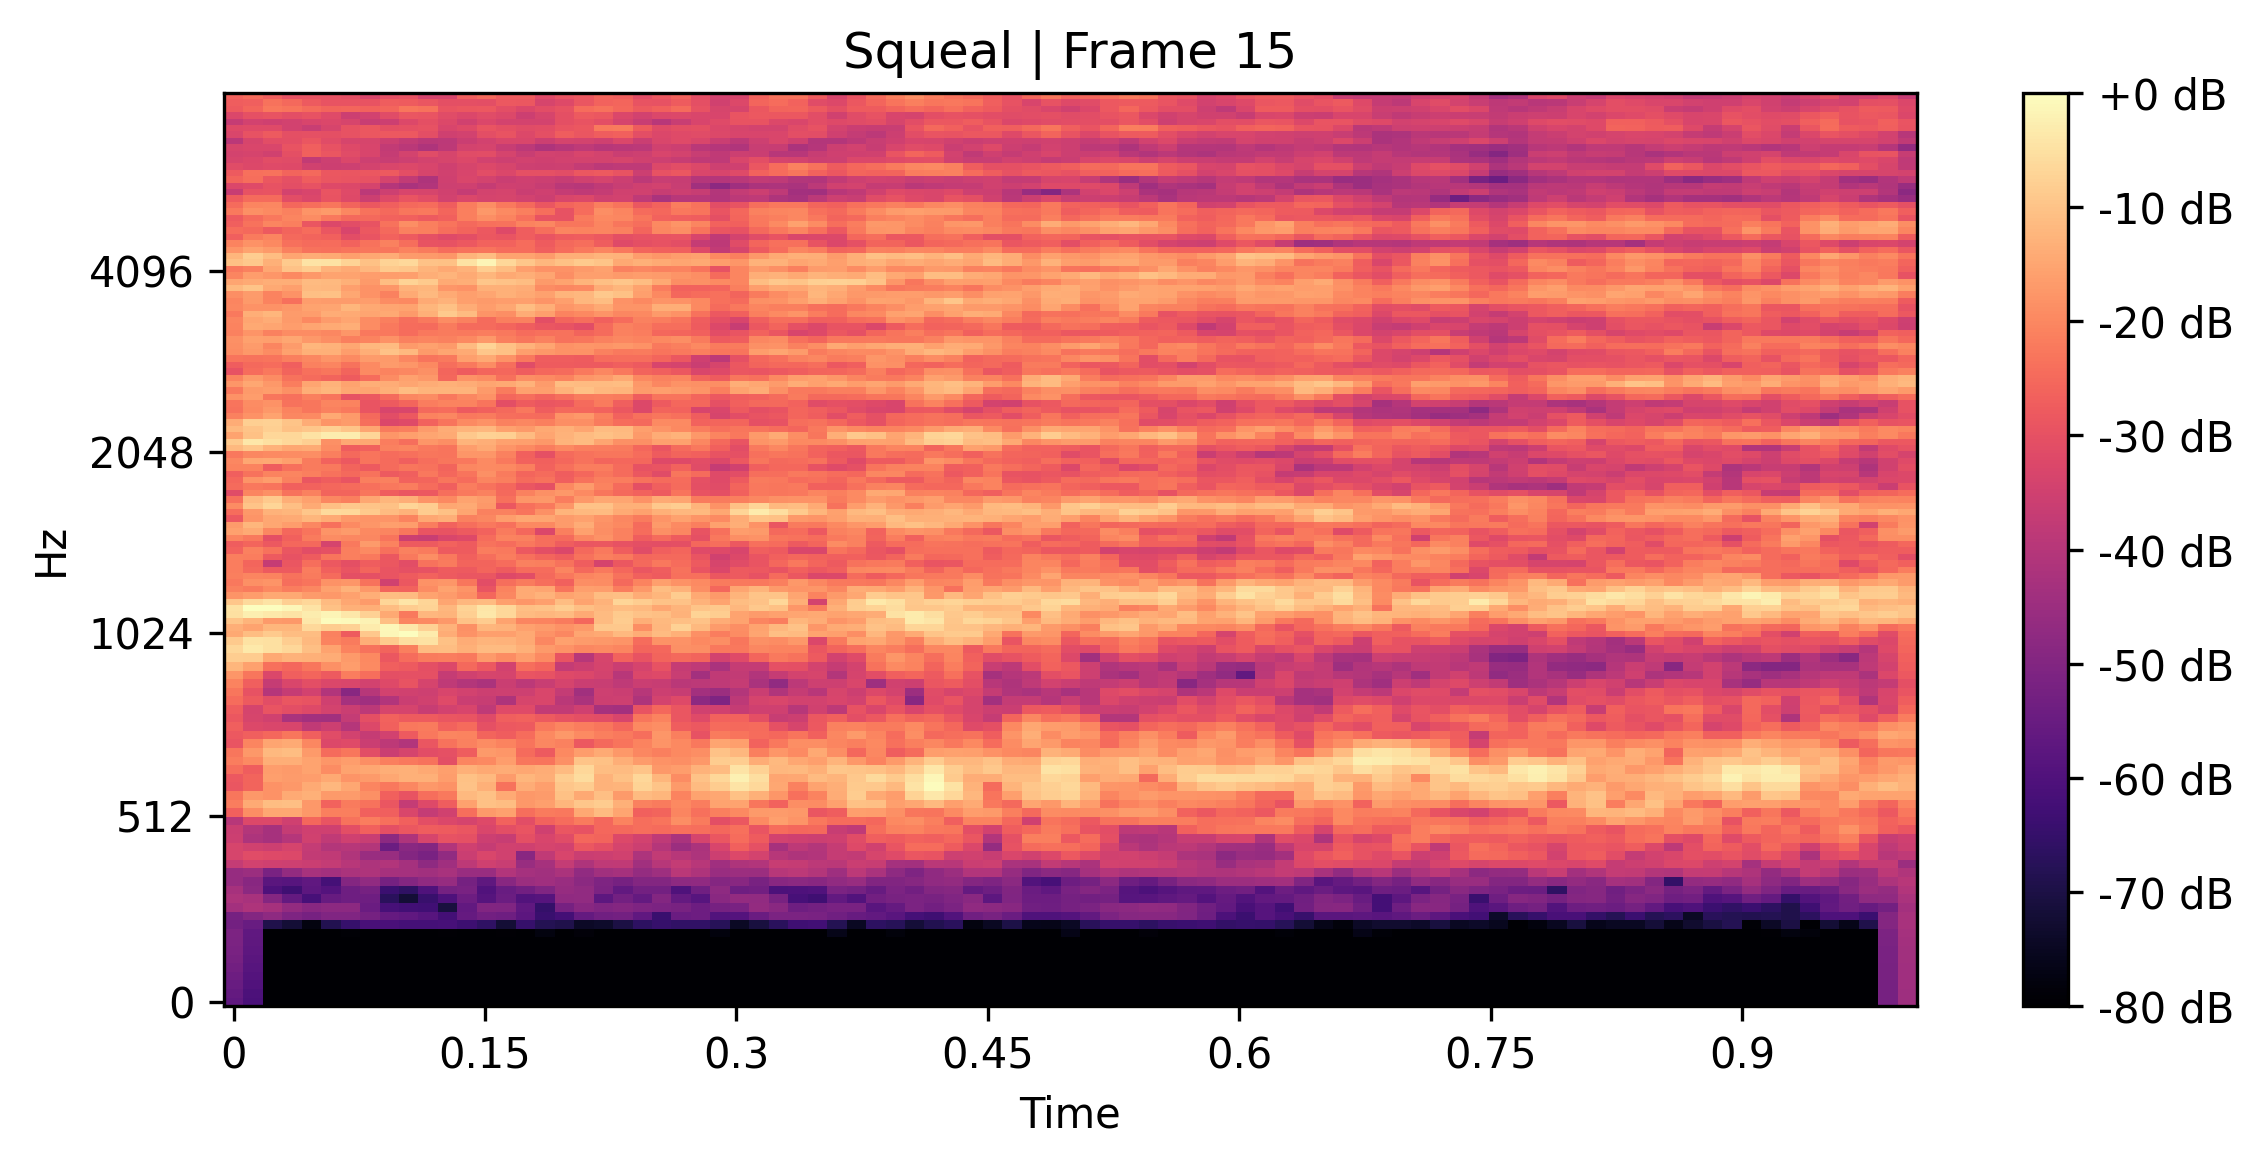 Squeal | Frame 15
Hz
4096
2048
1024
512
0
0 0.15 0.3 0.45 0.6 0.75 0.9
Time
+0 dB
-10 dB
-20 dB
-30 dB
-40 dB
-50 dB
-60 dB
-70 dB
-80 dB